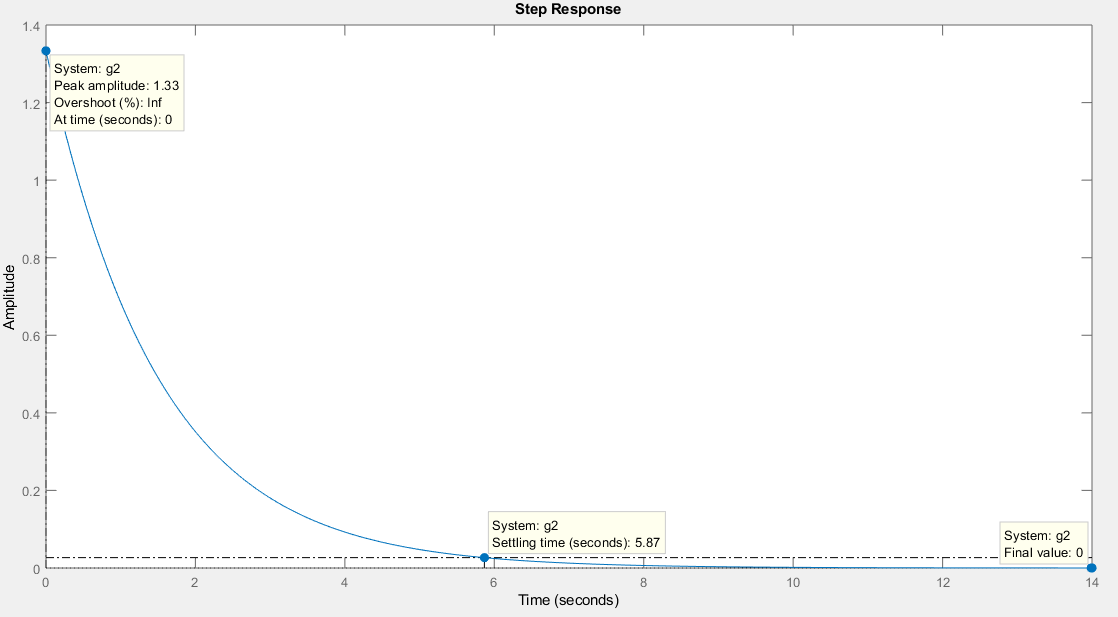 Step Response
1.4
System: g2
Peak amplitude: 1.33
Overshoot (%): Inf
At time (seconds): 0
1.2
1
0.8
Amplitude
0.6
0.4
0.2
System: g2
Settling time (seconds): 5.87
System: g2
Final value: 0
0
0 2 4 6 8 10 12 14
Time (seconds)